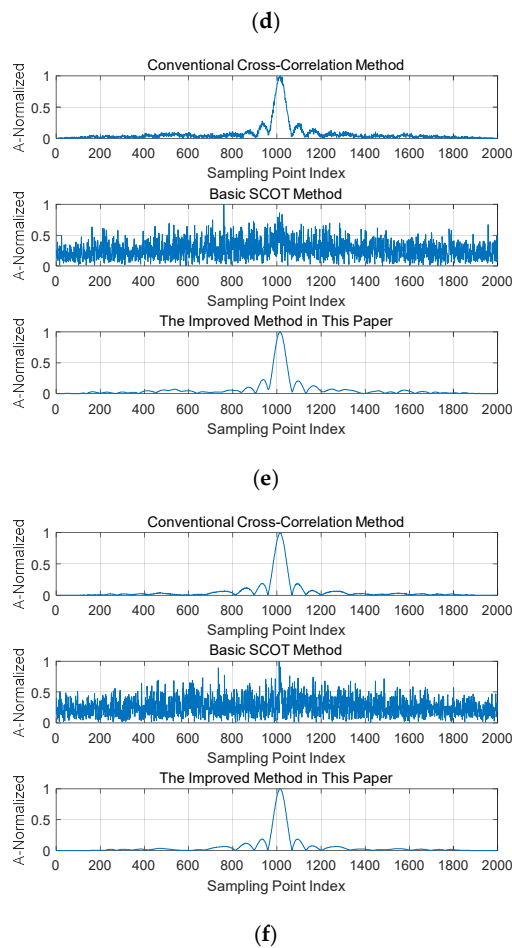 (d)
Conventional Cross-Correlation Method
A-Normalized
1
0.5
0
0 200 400 600 800 1000 1200 1400 1600 1800 2000
Sampling Point Index
Basic SCOT Method
A-Normalized
1
0.5
0
0 200 400 600 800 1000 1200 1400 1600 1800 2000
Sampling Point Index
The Improved Method in This Paper
A-Normalized
1
0.5
0
0 200 400 600 800 1000 1200 1400 1600 1800 2000
Sampling Point Index
(e)
Conventional Cross-Correlation Method
A-Normalized
1
0.5
0
0 200 400 600 800 1000 1200 1400 1600 1800 2000
Sampling Point Index
Basic SCOT Method
A-Normalized
1
0.5
0
0 200 400 600 800 1000 1200 1400 1600 1800 2000
Sampling Point Index
The Improved Method in This Paper
A-Normalized
1
0.5
0
0 200 400 600 800 1000 1200 1400 1600 1800 2000
Sampling Point Index
(f)